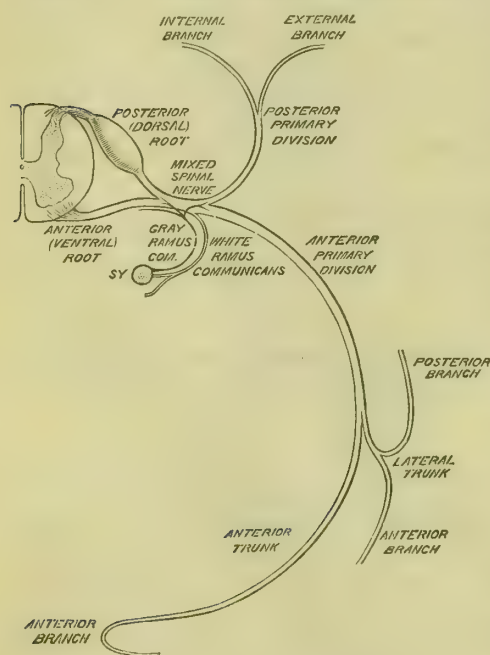 INTERNAL
BRANCH
EXTERNAL
BRANCH
POSTERIOR
(DORSAL)
ROOT
POSTERIOR
PRIMARY
DIVISION
MIXED
SPINAL
NERVE
ANTERIOR
(VENTRAL)
ROOT
GRAY
RAMUS
COM.
WHITE
RAMUS
COMMUNICANS
ANTERIOR
PRIMARY
DIVISION
SY
POSTERIOR
BRANCH
LATERAL
TRUNK
ANTERIOR
TRUNK
ANTERIOR
BRANCH
ANTERIOR
BRANCH